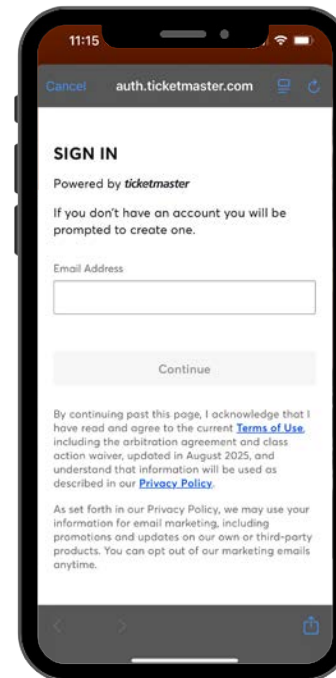 11:15
Cancel auth.ticketmaster.com
SIGN IN
Powered by ticketmaster
If you don't have an account you will be
prompted to create one.
Email Address
Continue
By continuing past this page, I acknowledge that I
have read and agree to the current Terms of Use,
including the arbitration agreement and class
action waiver, updated in August 2025, and
understand that information will be used as
described in our Privacy Policy.
As set forth in our Privacy Policy, we may use your
information for email marketing, including
promotions and updates on our own or third-party
products. You can opt out of our marketing emails
anytime.